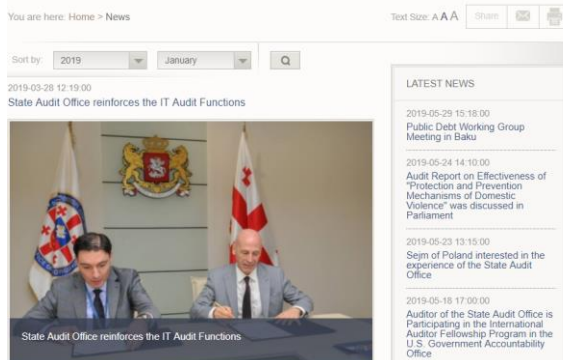 You are here: Home > News
Text Size: A A A
Share
Sort by:
2019
January
2019-03-28 12:19:00
State Audit Office reinforces the IT Audit Functions
State Audit Office reinforces the IT Audit Functions
LATEST NEWS
2019-05-29 15:18:00
Public Debt Working Group
Meeting in Baku
2019-05-24 14:10:00
Audit Report on Effectiveness of
"Protection and Prevention
Mechanisms of Domestic
Violence" was discussed in
Parliament
2019-05-23 13:15:00
Sejm of Poland interested in the
experience of the State Audit
Office
2019-05-18 17:00:00
Auditor of the State Audit Office is
Participating in the International
Auditor Fellowship Program in the
U.S. Government Accountability
Office